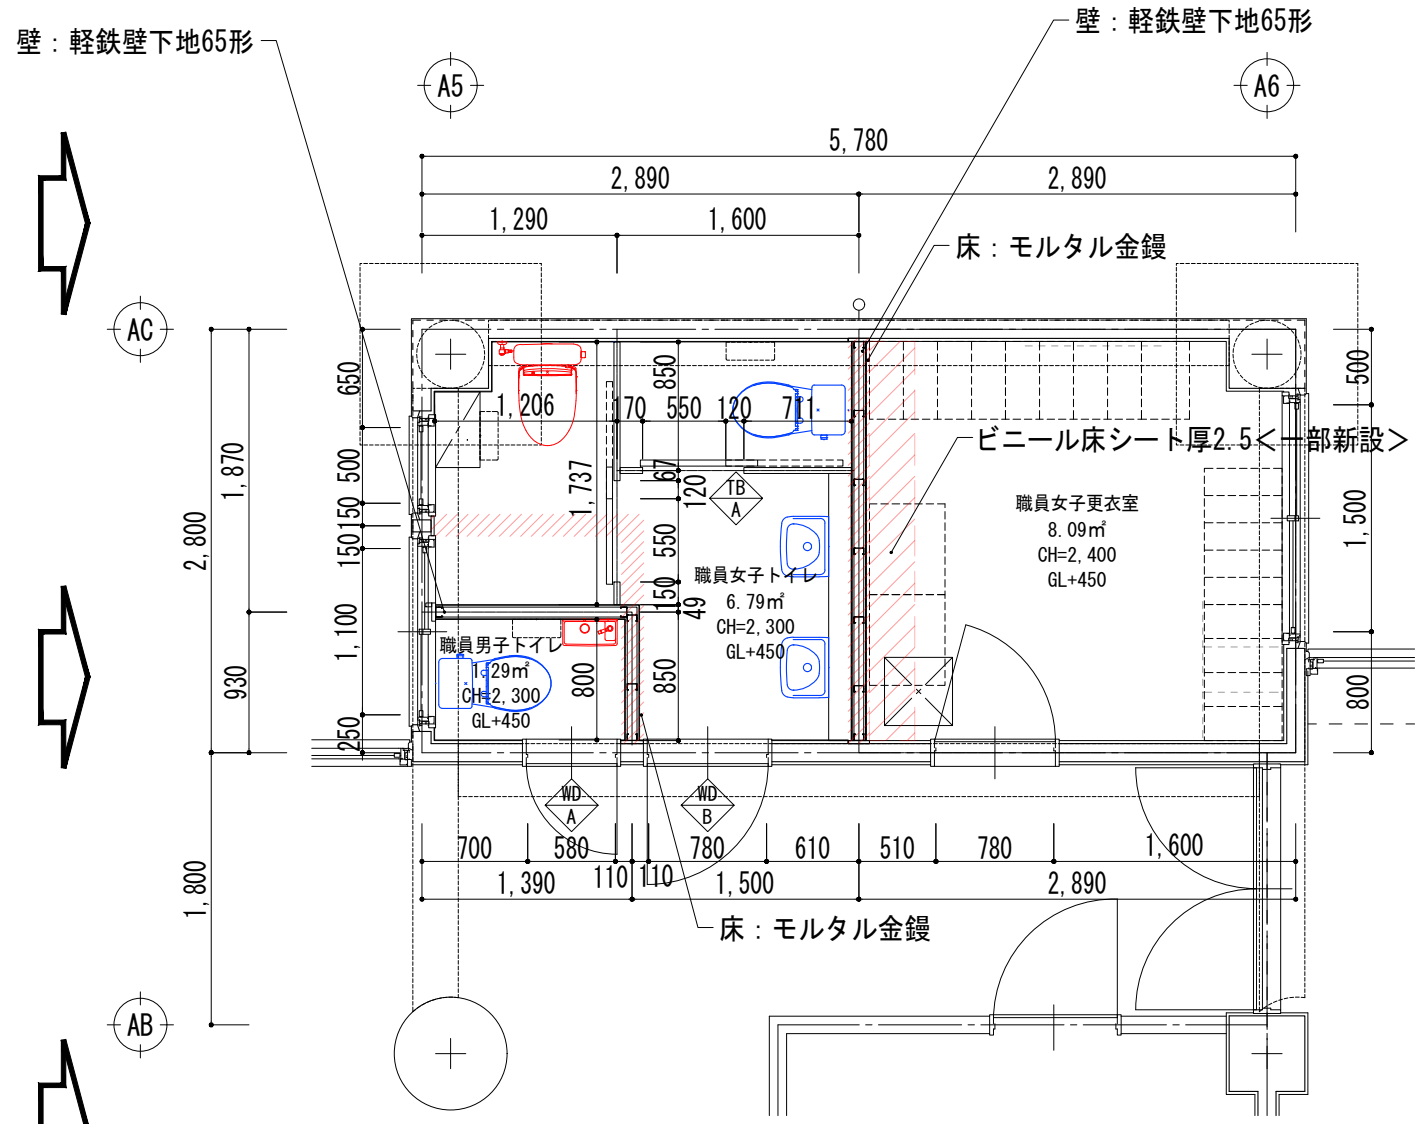 壁：軽鉄壁下地65形
壁：軽鉄壁下地65形
A5
A6
5,780
2,890
2,890
1,290
1,600
床：モルタル金鏝
AC
650
850
500
1,206
170
550
120
711
ビニール床シート厚2.5<一部新設>
1,870
500
1,737
67
120
TB
A
職員女子更衣室
8.09㎡
CH=2,400
GL+450
150
2,800
150
550
1,500
職員女子トイレ
6.79㎡
CH=2,300
GL+450
150
49
1,100
職員男子トイレ
1.29㎡
CH=2,300
GL+450
930
800
850
800
250
WD
A
WD
B
700
580
780
610
510
780
1,600
110
110
1,390
1,500
2,890
1,800
床：モルタル金鏝
AB